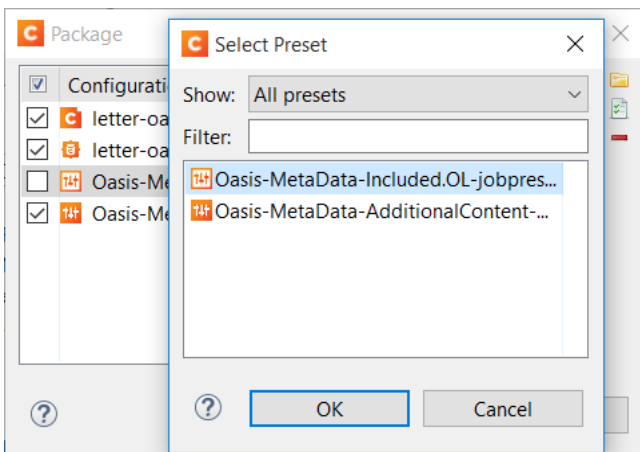 Package
Select Preset
Configurati
Show: All presets
letter-oa
Filter:
letter-oa
Oasis-Me
Oasis-MetaData-Included.OL-jobpres...
Oasis-Me
Oasis-MetaData-AdditionalContent-...
OK
Cancel